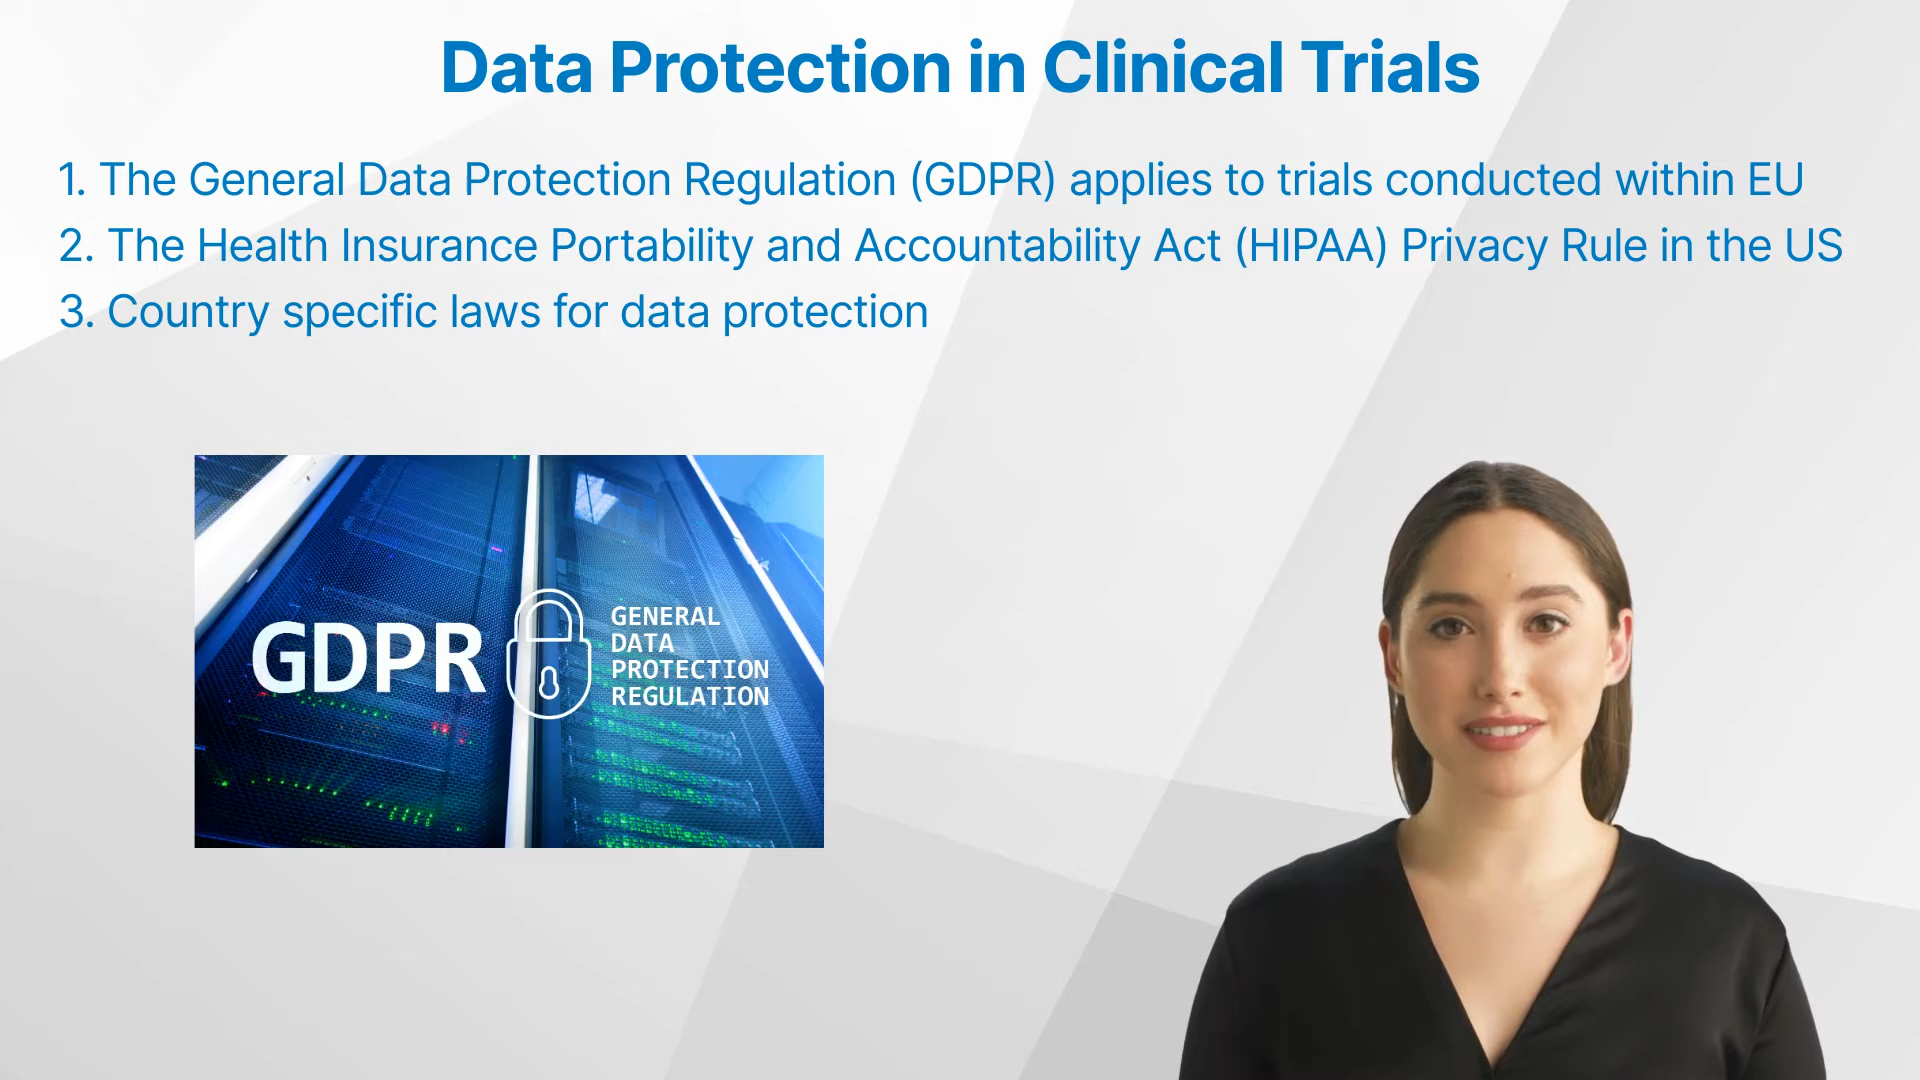 Data Protection in Clinical Trials
1. The General Data Protection Regulation (GDPR) applies to trials conducted within EU
2. The Health Insurance Portability and Accountability Act (HIPAA) Privacy Rule in the US
3. Country specific laws for data protection
GDPR
GENERAL
DATA
PROTECTION
REGULATION